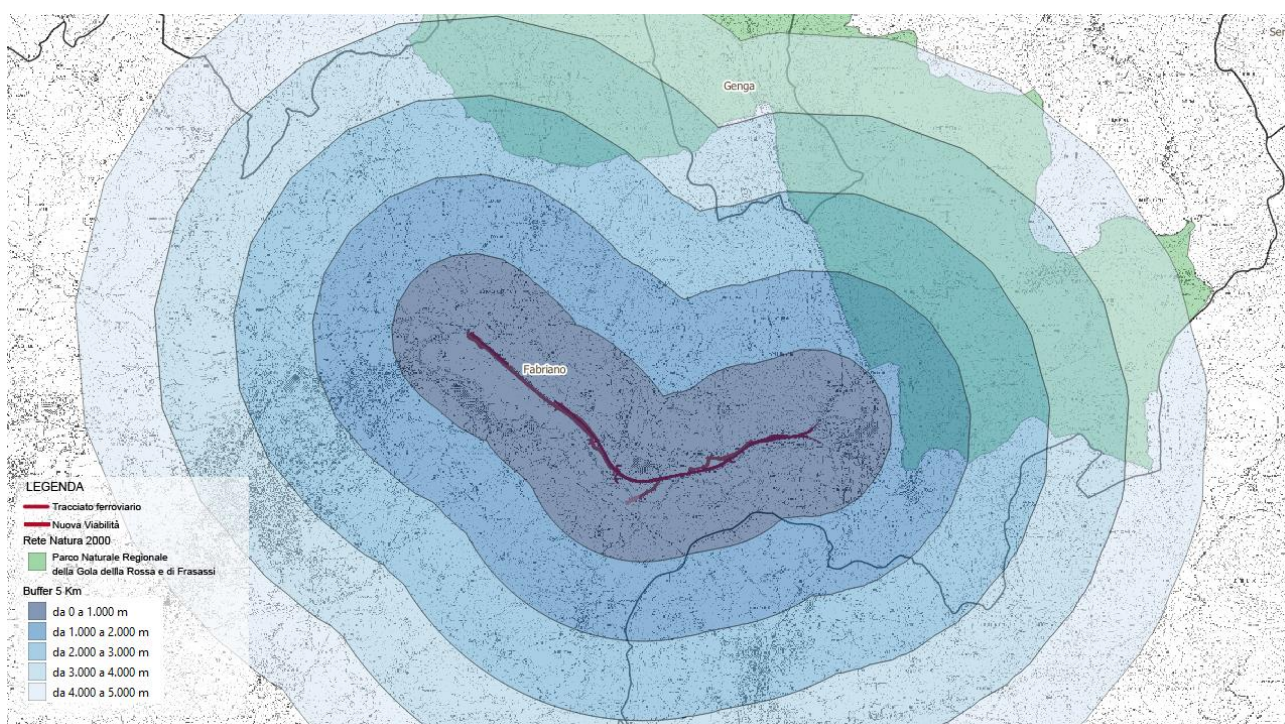 Ser
Genga
Fabriano
LEGENDA
Tracciato ferroviario
Nuova Viabilità
Rete Natura 2000
Parco Naturale Regionale
della Gola dellla Rossa e di Frasassi
Buffer 5 Km
da 0 a 1.000 m
da 1.000 a 2.000 m
da 2.000 a 3.000 m
da 3.000 a 4.000 m
da 4.000 a 5.000 m